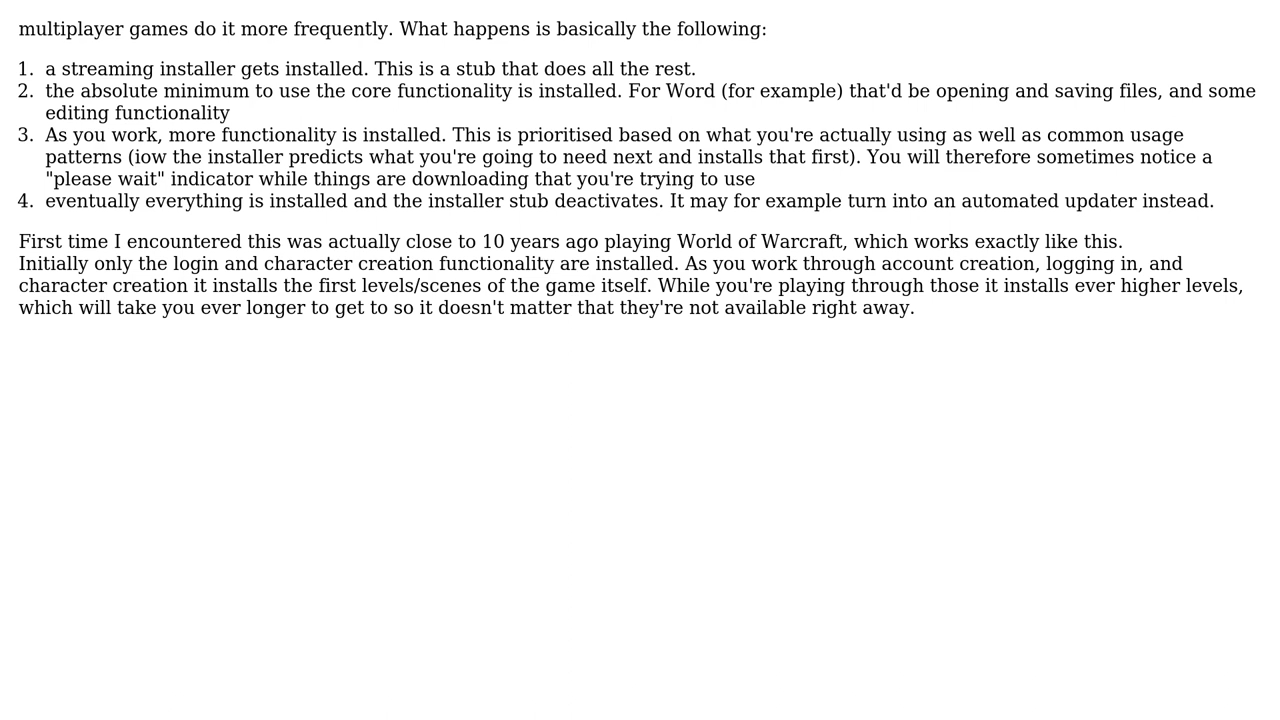 multiplayer games do it more frequently. What happens is basically the following:
1. a streaming installer gets installed. This is a stub that does all the rest.
2. the absolute minimum to use the core functionality is installed. For Word (for example) that'd be opening and saving files, and some
editing functionality
3. As you work, more functionality is installed. This is prioritised based on what you're actually using as well as common usage
patterns (iow the installer predicts what you're going to need next and installs that first). You will therefore sometimes notice a
"please wait" indicator while things are downloading that you're trying to use
4. eventually everything is installed and the installer stub deactivates. It may for example turn into an automated updater instead.
First time I encountered this was actually close to 10 years ago playing World of Warcraft, which works exactly like this.
Initially only the login and character creation functionality are installed. As you work through account creation, logging in, and
character creation it installs the first levels/scenes of the game itself. While you're playing through those it installs ever higher levels,
which will take you ever longer to get to so it doesn't matter that they're not available right away.